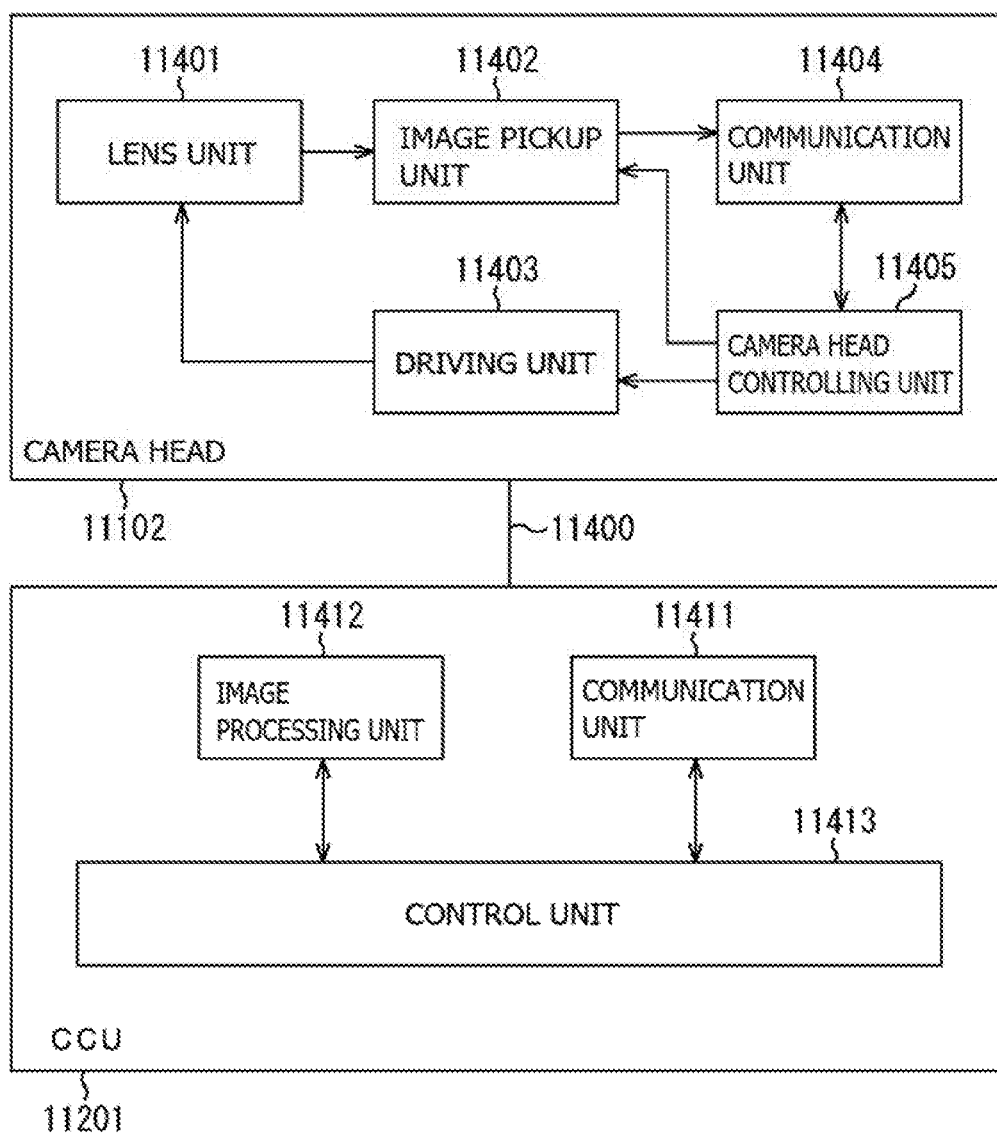 11401
11402
11404
LENS UNIT
IMAGE PICKUP
UNIT
COMMUNICATION
UNIT
11403
11405
DRIVING UNIT
CAMERA HEAD
CONTROLLING UNIT
CAMERA HEAD
11102
11400
11412
11411
IMAGE
PROCESSING UNIT
COMMUNICATION
UNIT
11413
CONTROL UNIT
CCU
11201